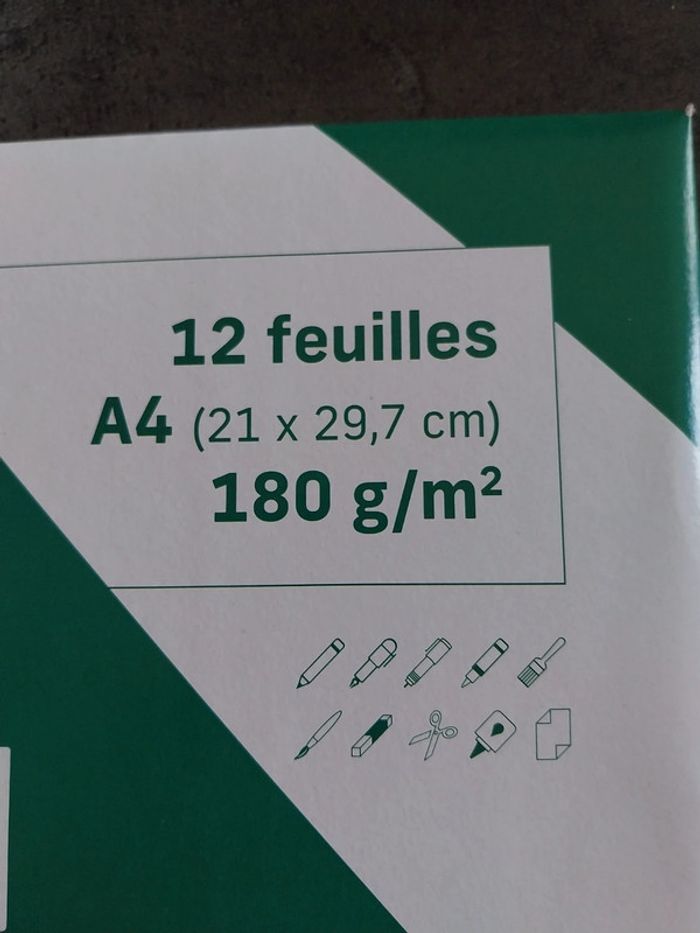 12 feuilles
A4 (21 x 29,7 cm)
180 g/m²